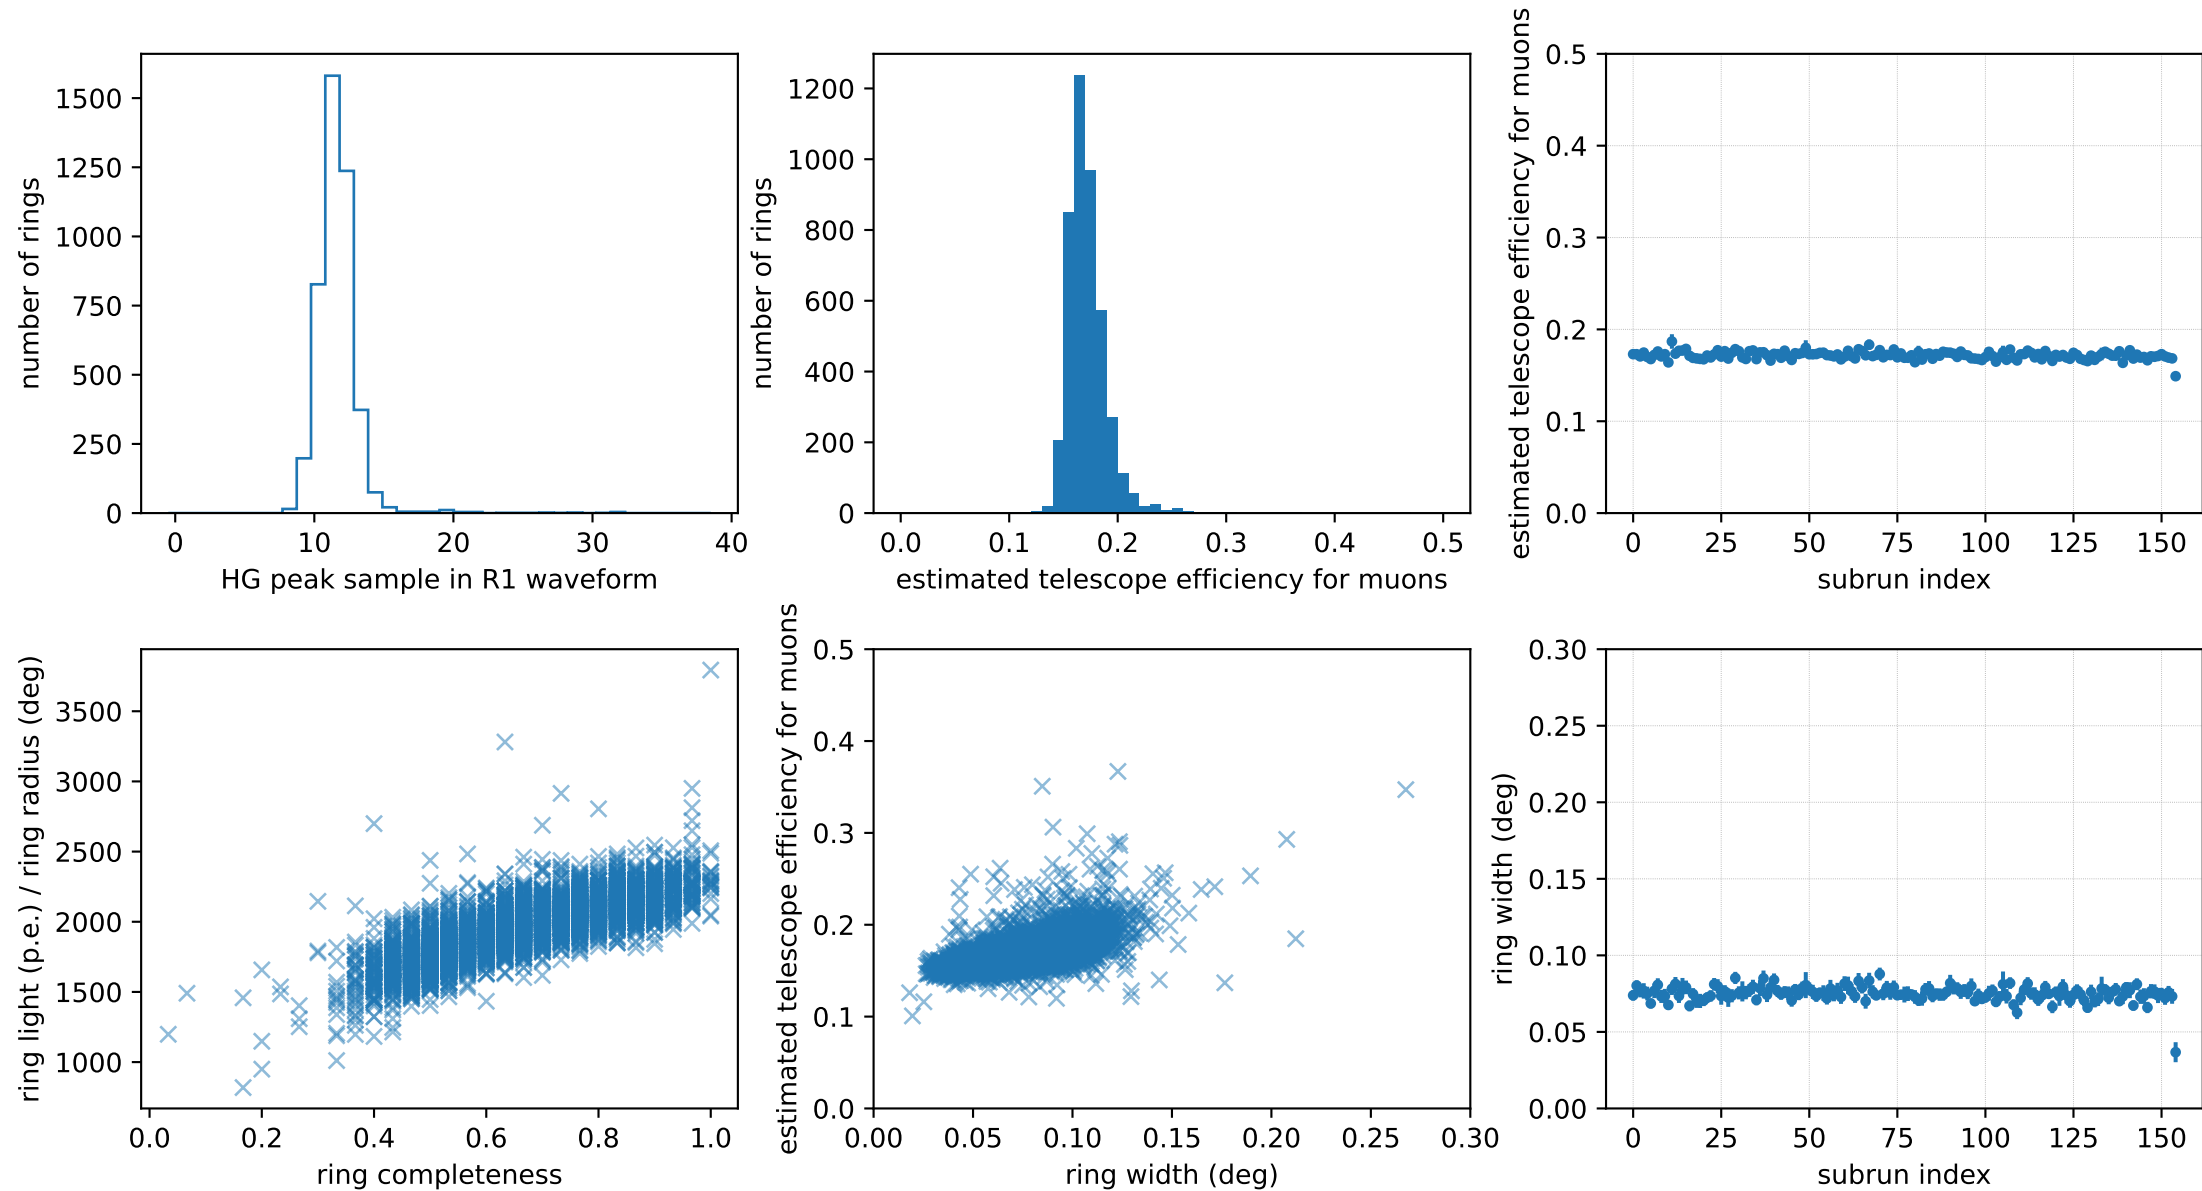 1500
1250
1000
750
500
250
0
number of rings
0 10 20 30 40
HG peak sample in R1 waveform
1200
1000
800
600
400
200
0
number of rings
0.0 0.1 0.2 0.3 0.4 0.5
estimated telescope efficiency for muons
0.5
0.4
0.3
0.2
0.1
0.0
estimated telescope efficiency for muons
0 25 50 75 100 125 150
subrun index
3500
3000
2500
2000
1500
1000
ring light (p.e.) / ring radius (deg)
0.0 0.2 0.4 0.6 0.8 1.0
ring completeness
0.5
0.4
0.3
0.2
0.1
0.0
estimated telescope efficiency for muons
0.00 0.05 0.10 0.15 0.20 0.25 0.30
ring width (deg)
0.30
0.25
0.20
0.15
0.10
0.05
0.00
ring width (deg)
0 25 50 75 100 125 150
subrun index